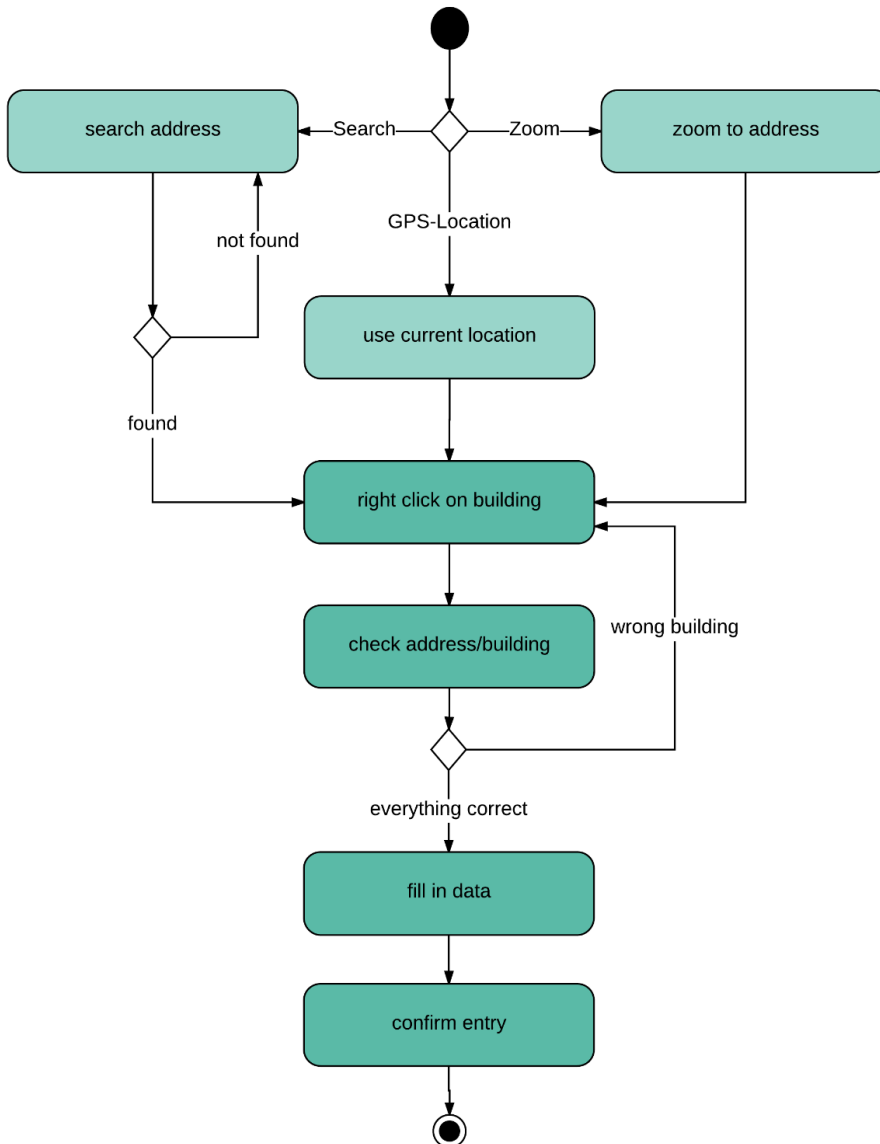 search address
Search
Zoom
zoom to address
GPS-Location
not found
use current location
found
right click on building
wrong building
check address/building
everything correct
fill in data
confirm entry